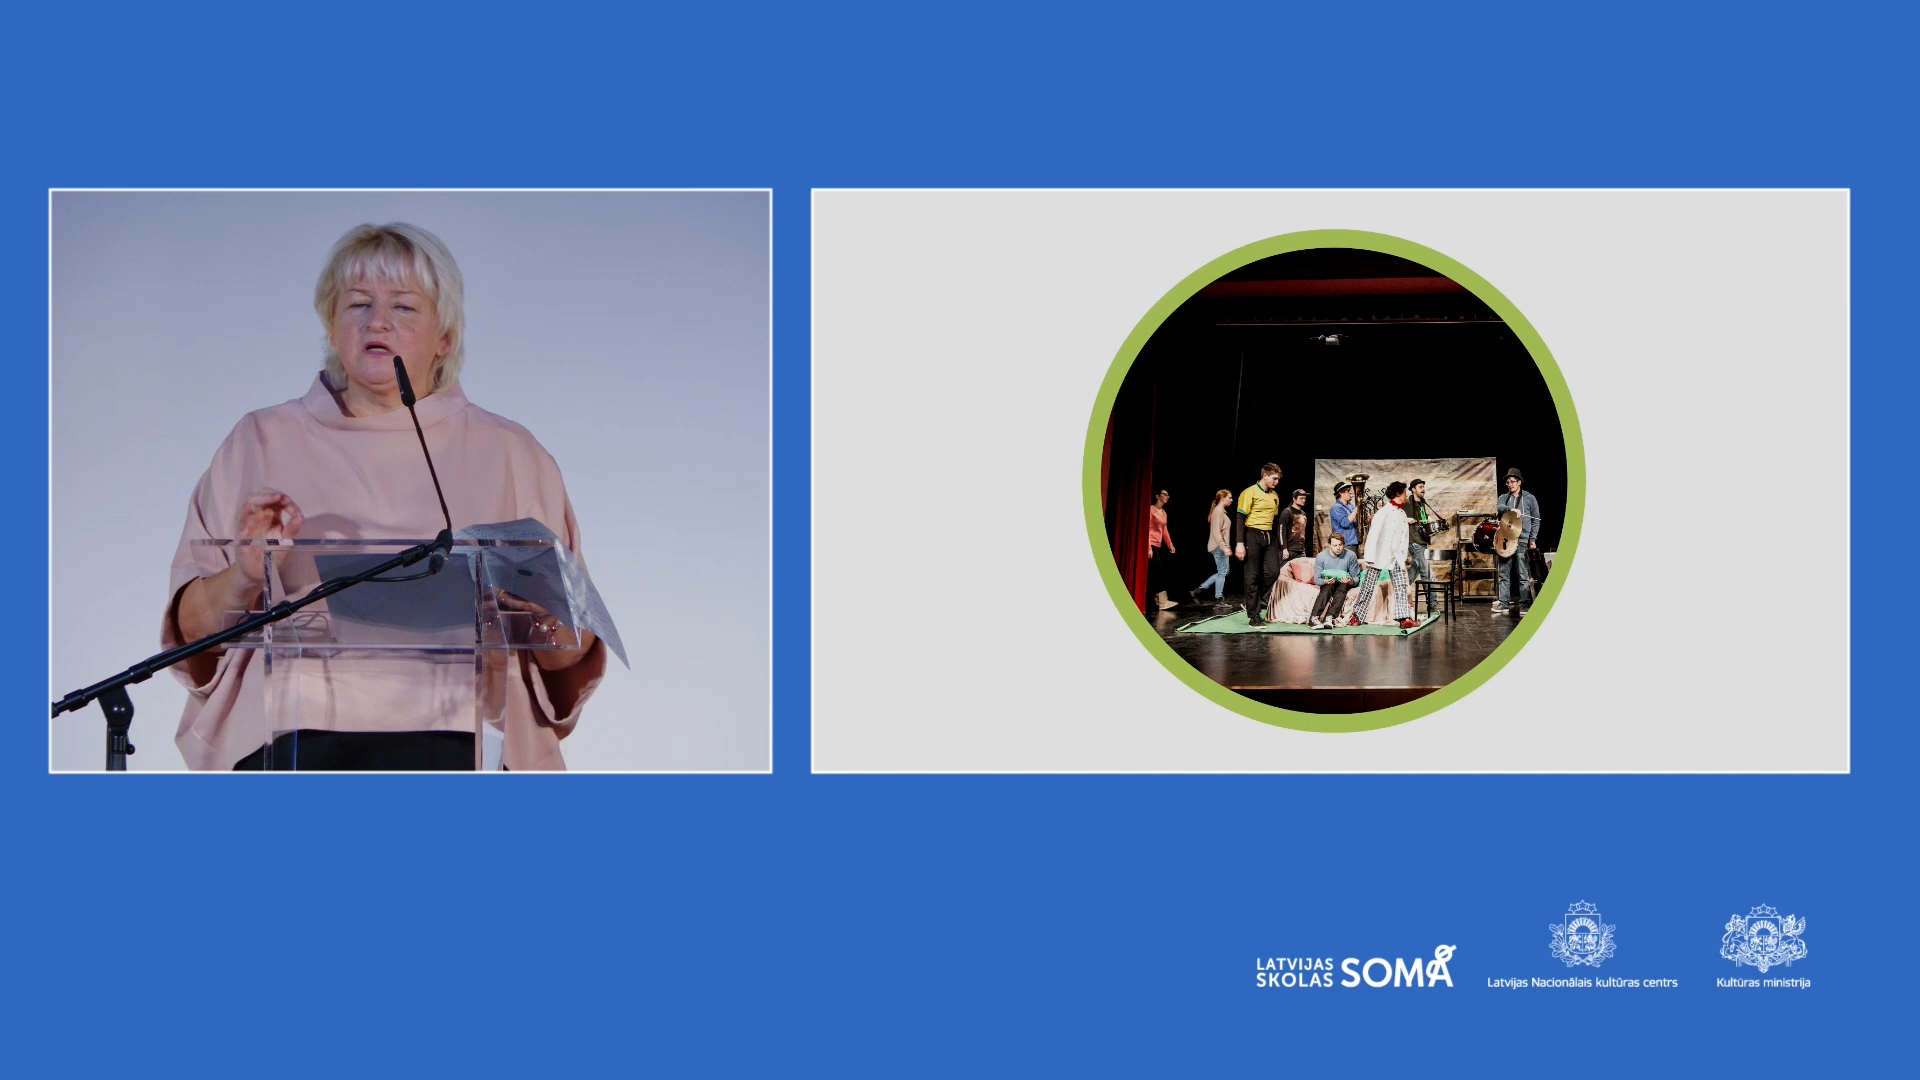 LATVIJAS
SKOLAS SOMA
Latvijas Nacionālais kultūras centrs
Kultūras ministrija